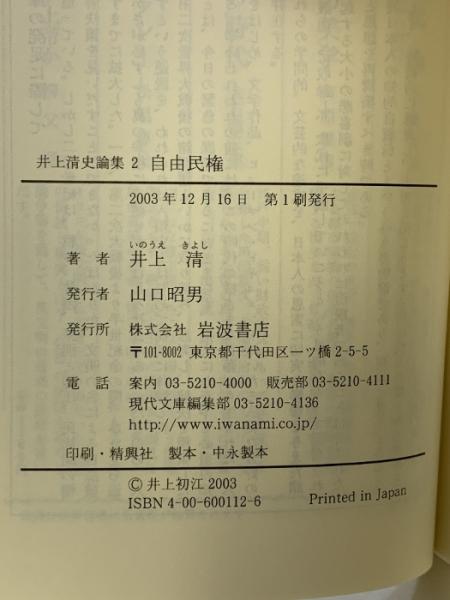 井上清史論集 2 自由民権
2003年12月16日 第1刷発行
いのうえ きよし
著者 井上 清
発行者 山口昭男
発行所 株式会社 岩波書店
〒101-8002 東京都千代田区一ツ橋2-5-5
電話 案内 03-5210-4000 販売部 03-5210-4111
現代文庫編集部 03-5210-4136
http://www.iwanami.co.jp/
印刷・精興社 製本・中永製本
© 井上初江 2003
ISBN 4-00-600112-6 Printed in Japan